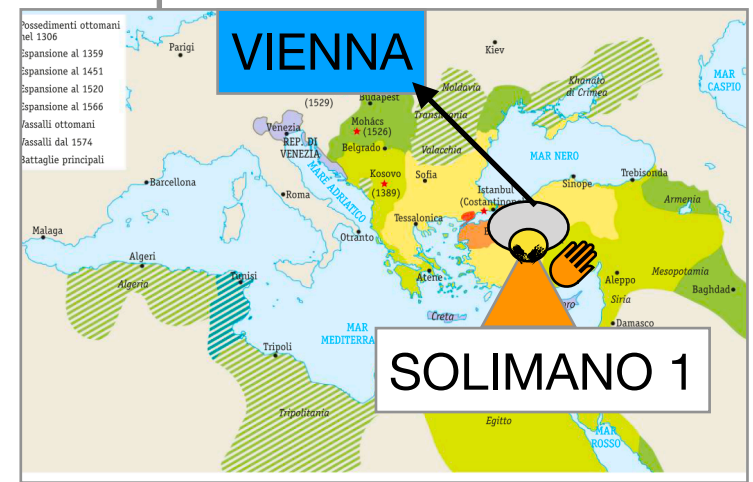 Possedimenti ottomani
nel 1306
Espansione al 1359
Espansione al 1451
Espansione al 1520
Espansione al 1566
Vassalli ottomani
Vassalli dal 1574
Battaglie principali
Parigi
VIENNA
Kiev
MAR
CASPIO
Khanato
di Crimea
Moldavia
(1529)
Budapest
Transilvania
Venezia
Mohács
(1526)
REP. DI
VENEZIA
Belgrado
Valacchia
MAR NERO
MARE ADRIATICO
Barcellona
Roma
Kosovo
(1389)
Sofia
Istanbul
(Costantinopoli)
Sinope
Trebisonda
Armenia
Malaga
Otranto
Tessalonica
Algeri
Algeria
Tunisi
Atene
Aleppo
Mesopotamia
Siria
Baghdad
Creta
Damasco
Tripoli
MAR
MEDITERRA
SOLIMANO 1
Tripolitania
Egitto
MAR
ROSSO